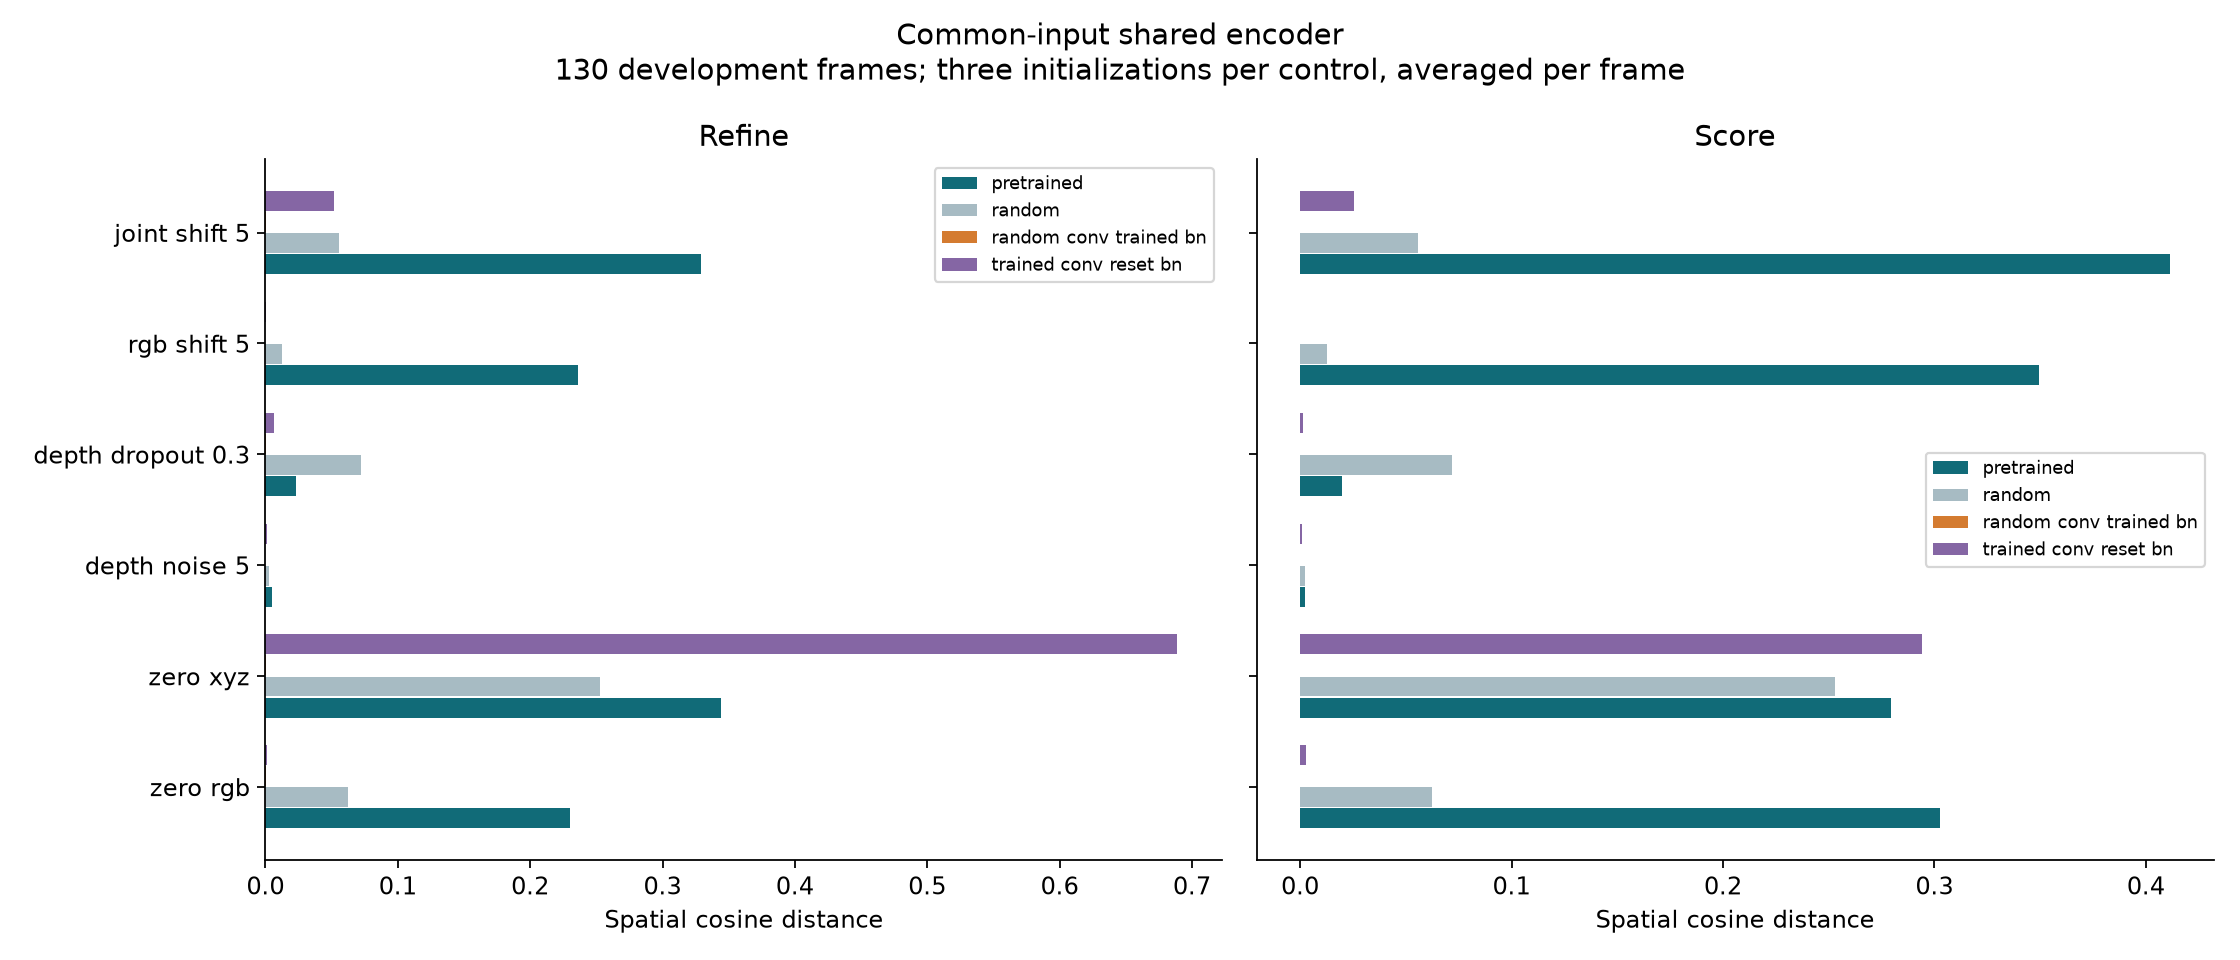 Common-input shared encoder
130 development frames; three initializations per control, averaged per frame
Refine
pretrained
random
random conv trained bn
trained conv reset bn
joint shift 5
rgb shift 5
depth dropout 0.3
depth noise 5
zero xyz
zero rgb
0.0 0.1 0.2 0.3 0.4 0.5 0.6 0.7
Spatial cosine distance
Score
pretrained
random
random conv trained bn
trained conv reset bn
0.0 0.1 0.2 0.3 0.4
Spatial cosine distance